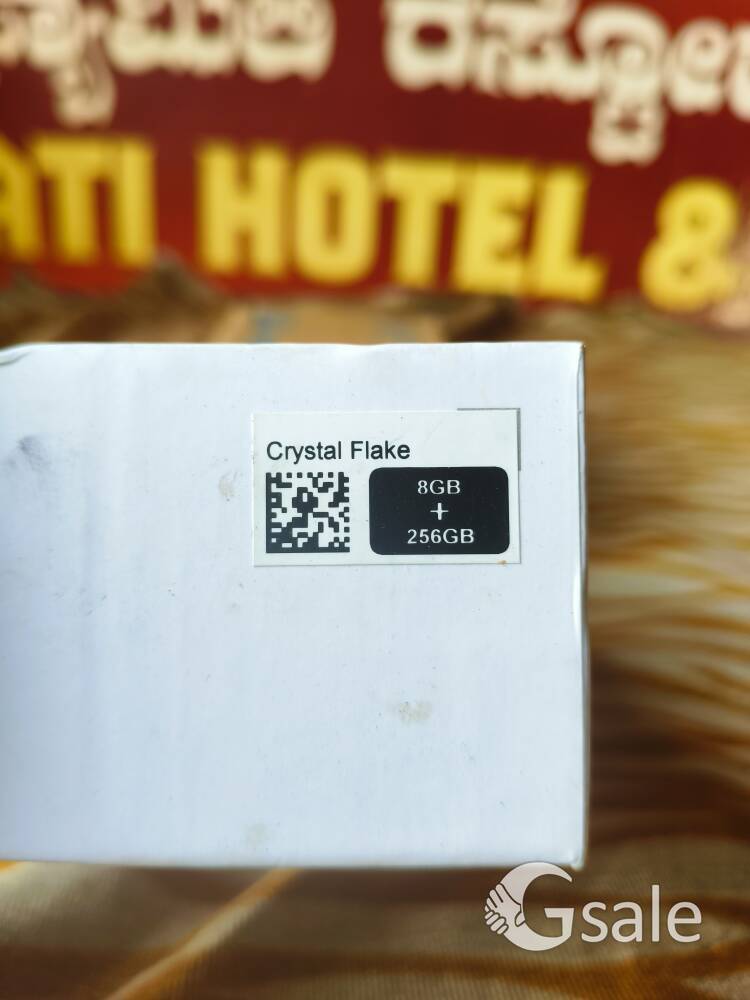 ATI HOTEL &
Crystal Flake
8GB
+
256GB
Gsale